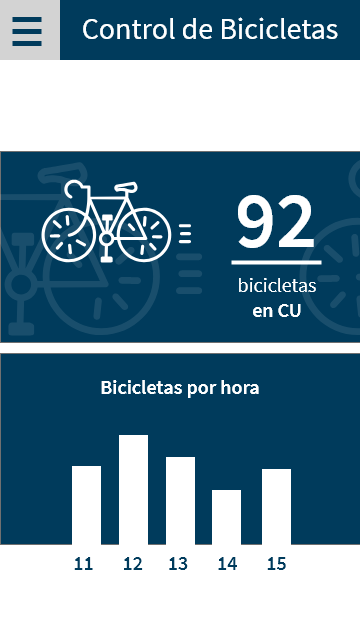 Control de Bicicletas
92
bicicletas
en CU
Bicicletas por hora
11 12 13 14 15